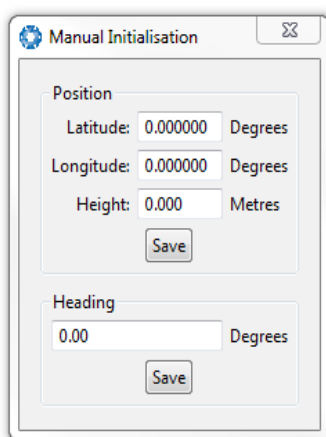 Manual Initialisation
Position
Latitude: 0.000000 Degrees
Longitude: 0.000000 Degrees
Height: 0.000 Metres
Save
Heading
0.00 Degrees
Save